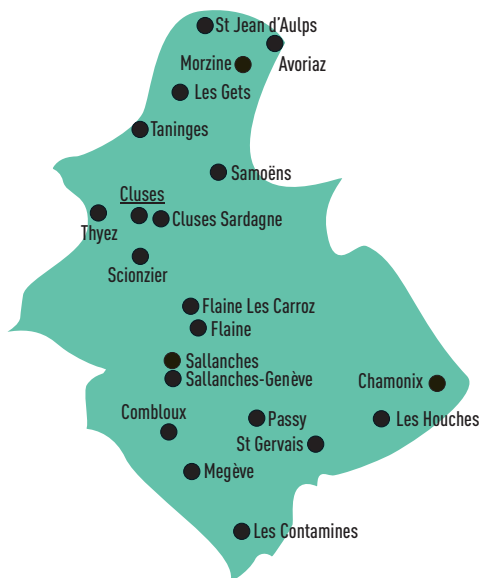 St Jean d'Aulps
Avoriaz
Morzine
Les Gets
Taninges
Samoëns
Cluses
Cluses Sardagne
Thyez
Scionzier
Flaine Les Carroz
Flaine
Sallanches
Sallanches-Genève
Chamonix
Combloux
Passy
Les Houches
St Gervais
Megève
Les Contamines